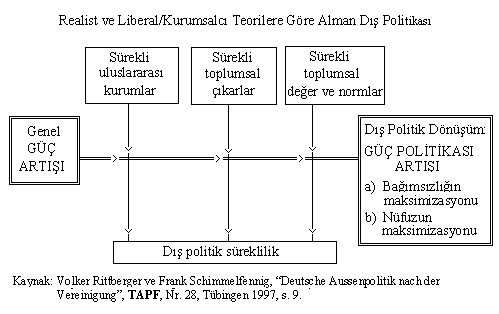 Realist ve Liberal/Kurumsalcı Teorilere Göre Alman Dış Politikası
Sürekli
uluslararası
kurumlar
Sürekli
toplumsal
çıkarlar
Sürekli
toplumsal
değer ve normlar
Genel
GÜÇ
ARTIŞI
Dış Politik Dönüşüm:
GÜÇ POLİTİKASI
ARTIŞI
a) Bağımsızlığın
maksimizasyonu
b) Nüfuzun
maksimizasyonu
Dış politik süreklilik
Kaynak: Volker Rittberger ve Frank Schimmelfennig, “Deutsche Aussenpolitik nach der
Vereinigung”, TAPF, Nr. 28, Tübingen 1997, s. 9.